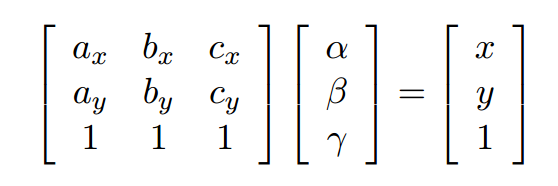 [ a_x b_x c_x ] [ α ] [ x ]
[ a_y b_y c_y ] [ β ] = [ y ]
[ 1 1 1 ] [ γ ] [ 1 ]